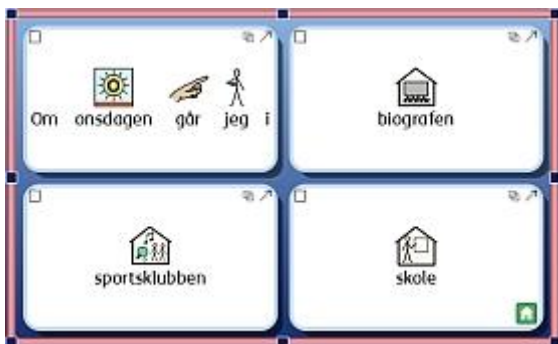 Om onsdagen går jeg i
biografen
sportsklubben
skole